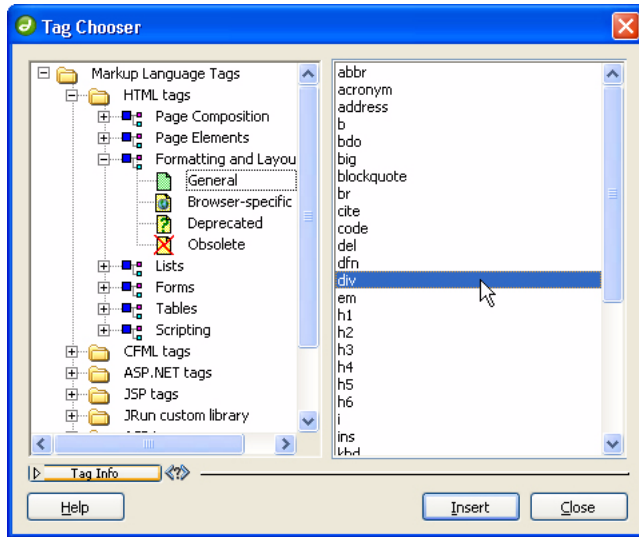 Tag Chooser
Markup Language Tags
HTML tags
Page Composition
Page Elements
Formatting and Layou
General
Browser-specific
Deprecated
Obsolete
Lists
Forms
Tables
Scripting
CFML tags
ASP.NET tags
JSP tags
JRun custom library
abbr
acronym
address
b
bdo
big
blockquote
br
cite
code
del
dfn
div
em
h1
h2
h3
h4
h5
h6
i
ins
kbd
Tag Info
Help
Insert
Close